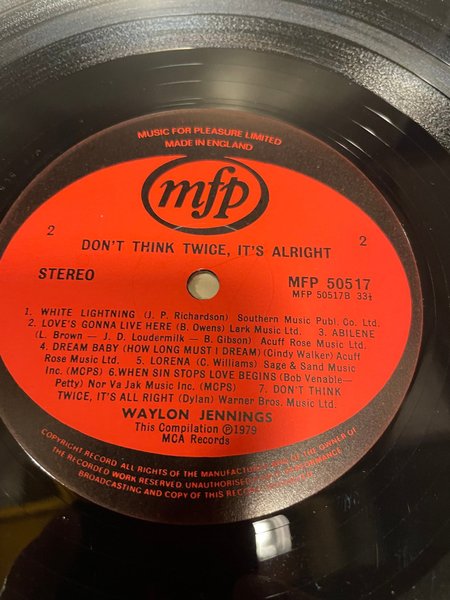 MUSIC FOR PLEASURE LIMITED
MADE IN ENGLAND
mfp
2 2
DON'T THINK TWICE, IT'S ALRIGHT
STEREO MFP 50517
MFP 50517B 33⅓
1. WHITE LIGHTNING (J. P. Richardson) Southern Music Publ. Co. Ltd.
2. LOVE'S GONNA LIVE HERE (B. Owens) Lark Music Ltd. 3. ABILENE
(L. Brown — J. D. Loudermilk — B. Gibson) Acuff Rose Music Ltd.
4. DREAM BABY (HOW LONG MUST I DREAM) (Cindy Walker) Acuff
Rose Music Ltd. 5. LORENA (C. Williams) Sage & Sand Music
Inc. (MCPS) 6. WHEN SIN STOPS LOVE BEGINS (Bob Venable—
Petty) Nor Va Jak Music Inc. (MCPS) 7. DON'T THINK
TWICE, IT'S ALL RIGHT (Dylan) Warner Bros. Music Ltd.
WAYLON JENNINGS
This Compilation ℗1979
MCA Records
COPYRIGHT RECORD ALL RIGHTS OF THE MANUFACTURER OF THE OWNER OF
THE RECORDED WORK RESERVED. UNAUTHORISED PERFORMANCE
BROADCASTING AND COPY OF THIS RECORD